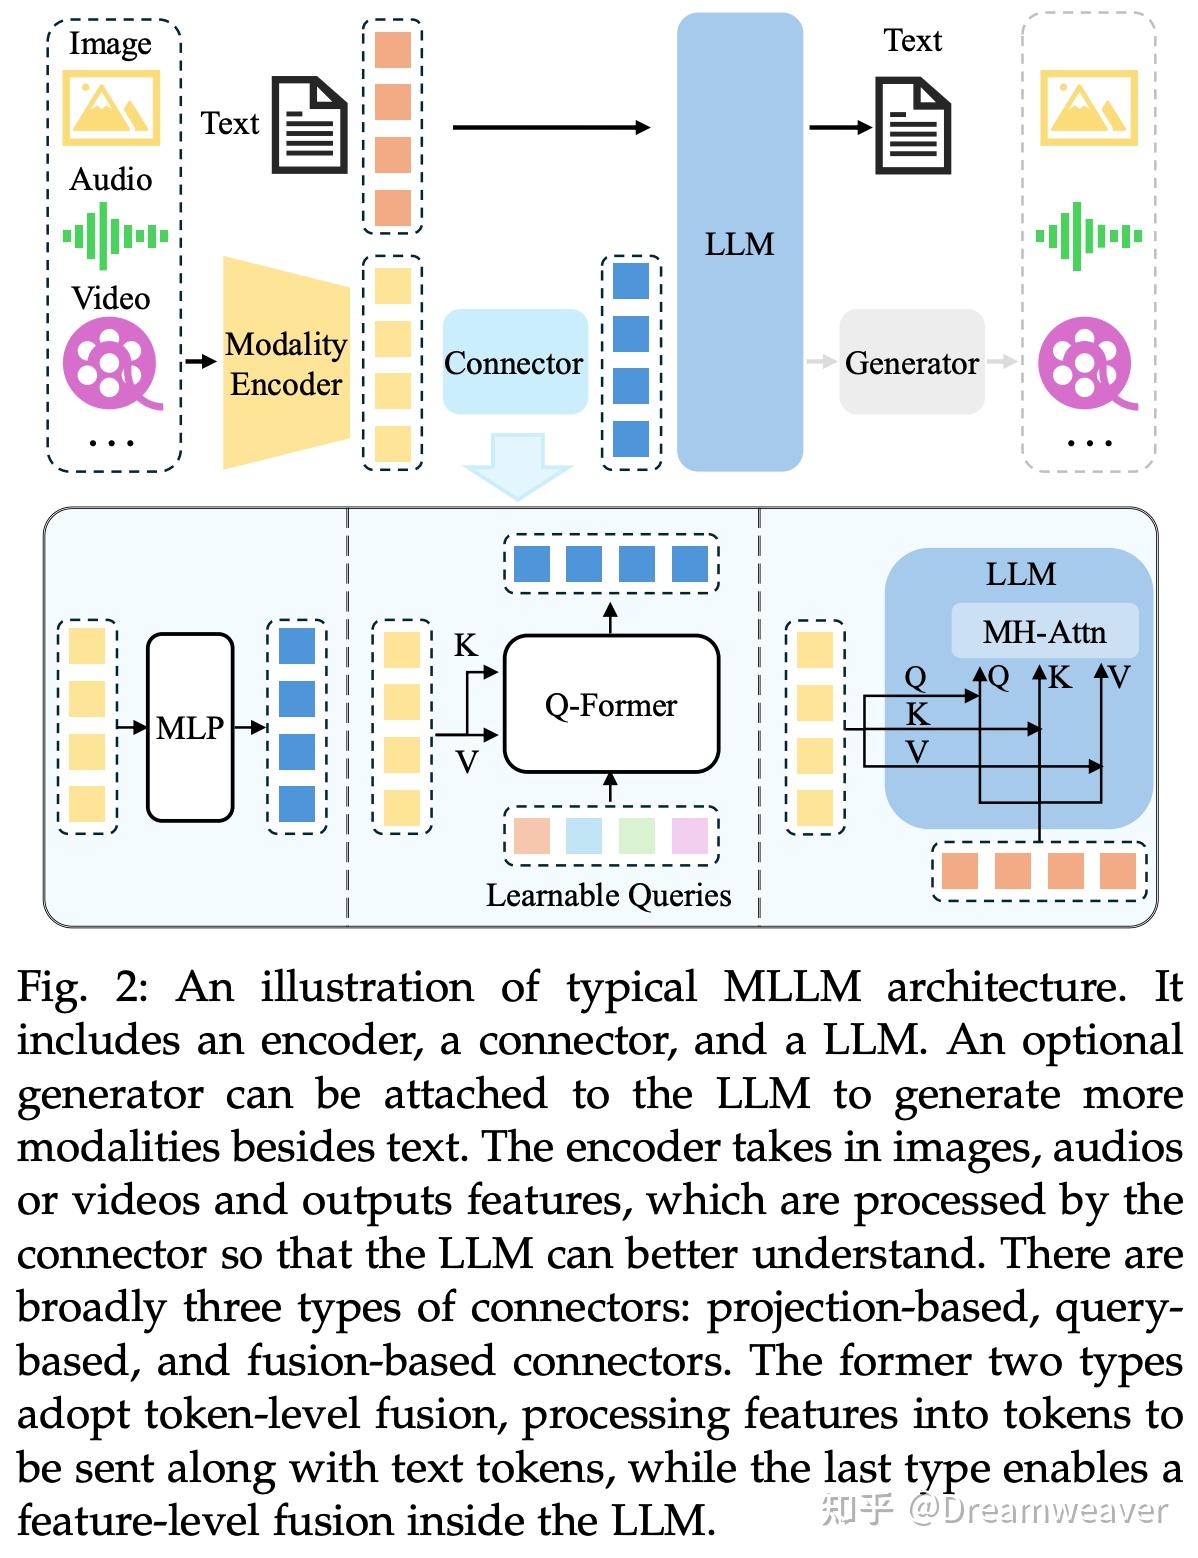 Image
Text
Text
Audio
LLM
Video
Modality
Encoder
Connector
Generator
...
...
LLM
MH-Attn
K
Q
Q
K
V
MLP
Q-Former
K
V
V
Learnable Queries
Fig. 2: An illustration of typical MLLM architecture. It
includes an encoder, a connector, and a LLM. An optional
generator can be attached to the LLM to generate more
modalities besides text. The encoder takes in images, audios
or videos and outputs features, which are processed by the
connector so that the LLM can better understand. There are
broadly three types of connectors: projection-based, query-
based, and fusion-based connectors. The former two types
adopt token-level fusion, processing features into tokens to
be sent along with text tokens, while the last type enables a
feature-level fusion inside the LLM.
知乎 @Dreamweaver